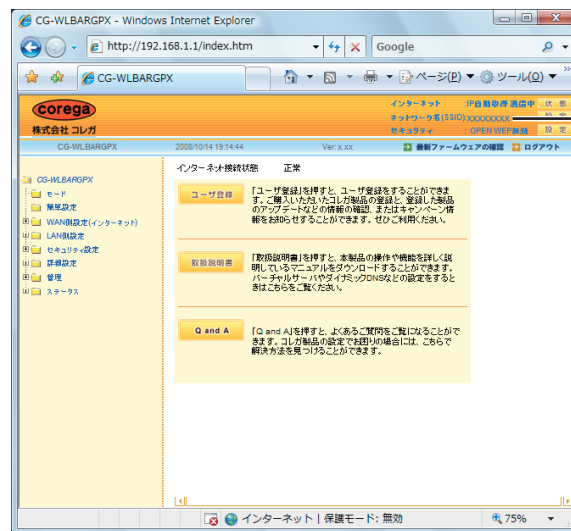 CG-WLBARGPX - Windows Internet Explorer
http://192.168.1.1/index.htm
Google
CG-WLBARGPX
ページ(P)
ツール(O)
corega
株式会社 コレガ
インターネット :IP自動取得 通信中 状態
ネットワーク名(SSID):XXXXXXXX 設定
セキュリティ : OPEN WEP無効 設定
CG-WLBARGPX 2008/10/14 19:14:44 Ver:x.xx 最新ファームウェアの確認 ログアウト
CG-WLBARGPX
モード
簡単設定
WAN側設定(インターネット)
LAN側設定
セキュリティ設定
詳細設定
管理
ステータス
インターネット接続状態 正常
ユーザ登録
「ユーザ登録」を押すと、ユーザ登録をすることができま
す。ご購入いただいたコレガ製品の登録と、登録した製品
のアップデートなどの情報の確認、またはキャンペーン情
報をお知らせすることができます。ぜひご利用ください。
取扱説明書
「取扱説明書」を押すと、本製品の操作や機能を詳しく説
明しているマニュアルをダウンロードすることができます。
バーチャルサーバやダイナミックDNSなどの設定をすると
きはこちらをご覧ください。
Q and A
「Q and A」を押すと、よくあるご質問をご覧になることがで
きます。コレガ製品の設定でお困りの場合には、こちらで
解決方法を見つけることができます。
インターネット | 保護モード: 無効
75%